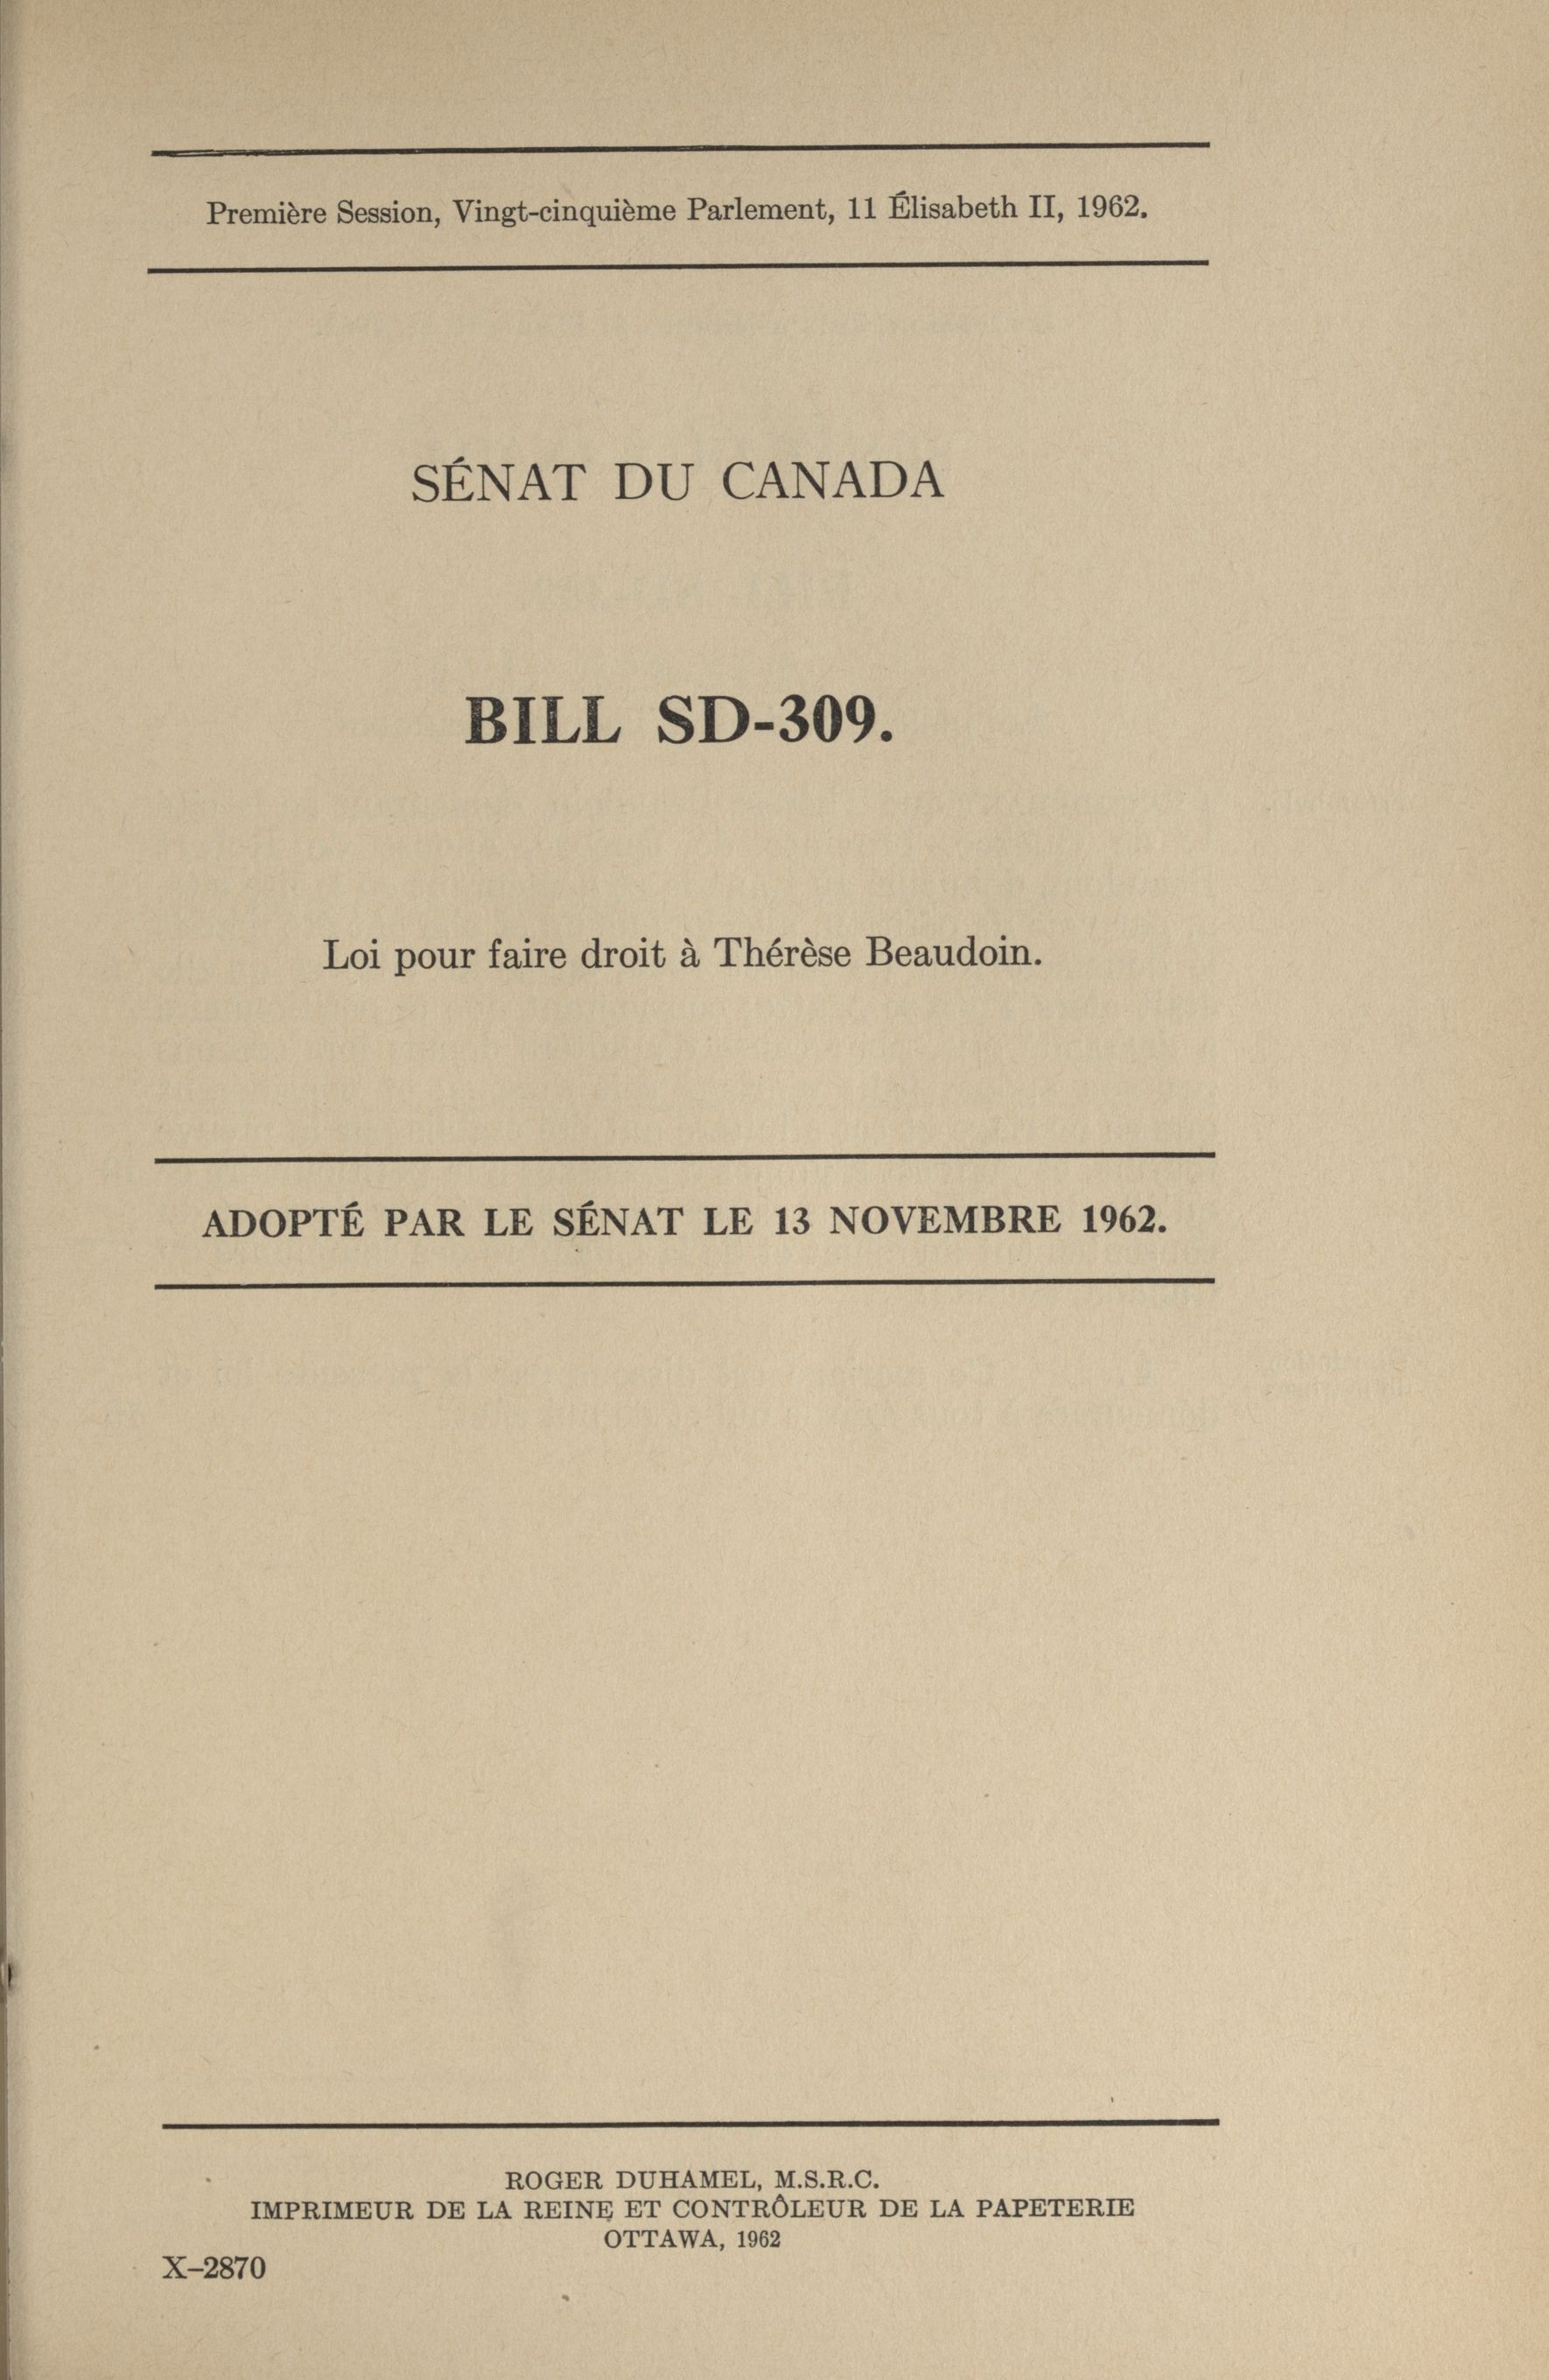 Première Session, Vingt-cinquième Parlement, 11 Élisabeth II, 1962.
SÉNAT DU CANADA
BILL SD-309.
Loi pour faire droit à Thérèse Beaudoin.
ADOPTÉ PAR LE SÉNAT LE 13 NOVEMBRE 1962.
ROGER DUHAMEL, M.S.R.C.
IMPRIMEUR DE LA REINE ET CONTRÔLEUR DE LA PAPETERIE
OTTAWA, 1962
X–2870